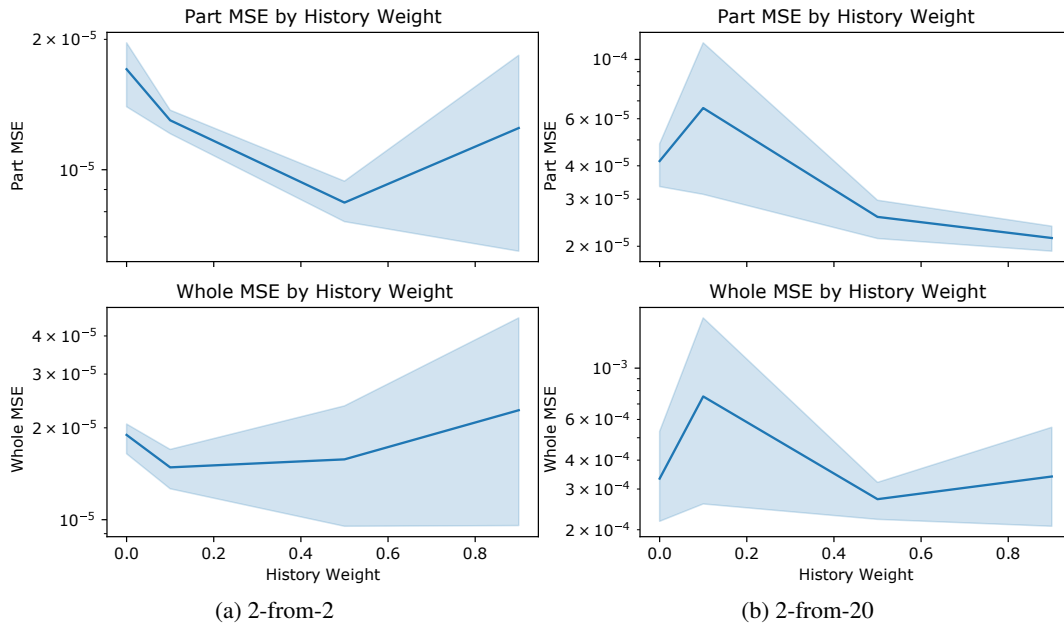 Part MSE by History Weight
2 × 10⁻⁵
10⁻⁵
Part MSE
Whole MSE by History Weight
4 × 10⁻⁵
3 × 10⁻⁵
2 × 10⁻⁵
10⁻⁵
Whole MSE
0.0 0.2 0.4 0.6 0.8
History Weight
(a) 2-from-2
Part MSE by History Weight
10⁻⁴
6 × 10⁻⁵
4 × 10⁻⁵
3 × 10⁻⁵
2 × 10⁻⁵
Part MSE
Whole MSE by History Weight
10⁻³
6 × 10⁻⁴
4 × 10⁻⁴
3 × 10⁻⁴
2 × 10⁻⁴
Whole MSE
0.0 0.2 0.4 0.6 0.8
History Weight
(b) 2-from-20